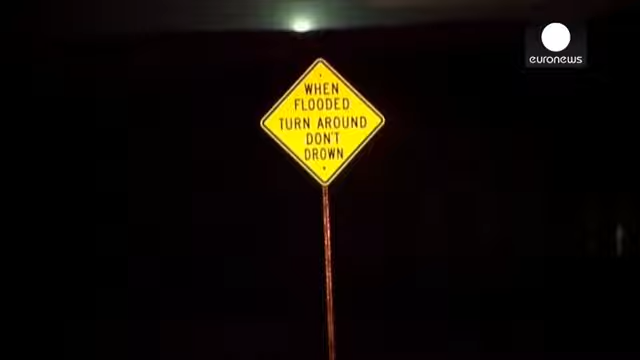 euronews
WHEN
FLOODED
TURN AROUND
DON'T
DROWN